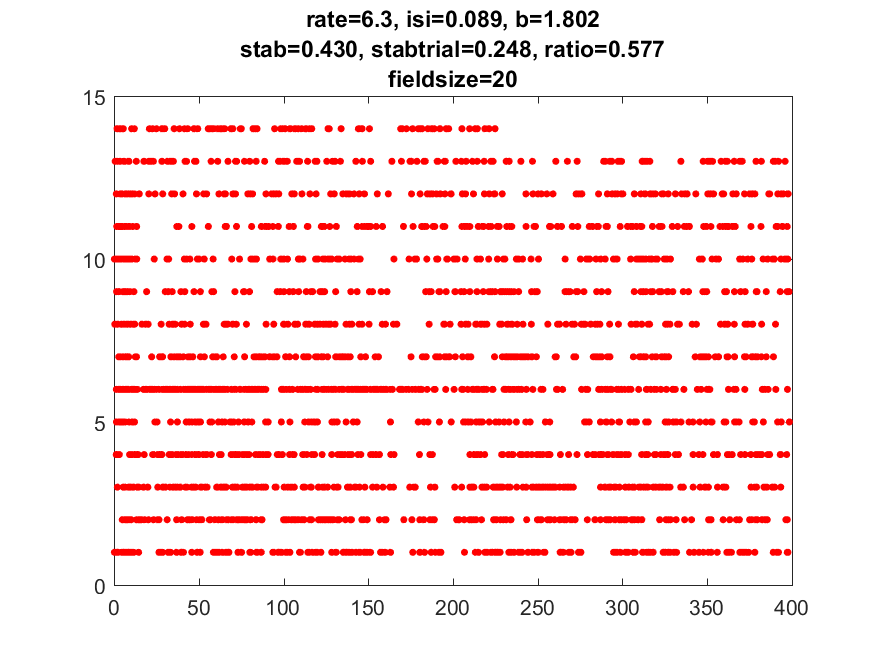 rate=6.3, isi=0.089, b=1.802
stab=0.430, stabtrial=0.248, ratio=0.577
fieldsize=20
15
10
5
0
0 50 100 150 200 250 300 350 400